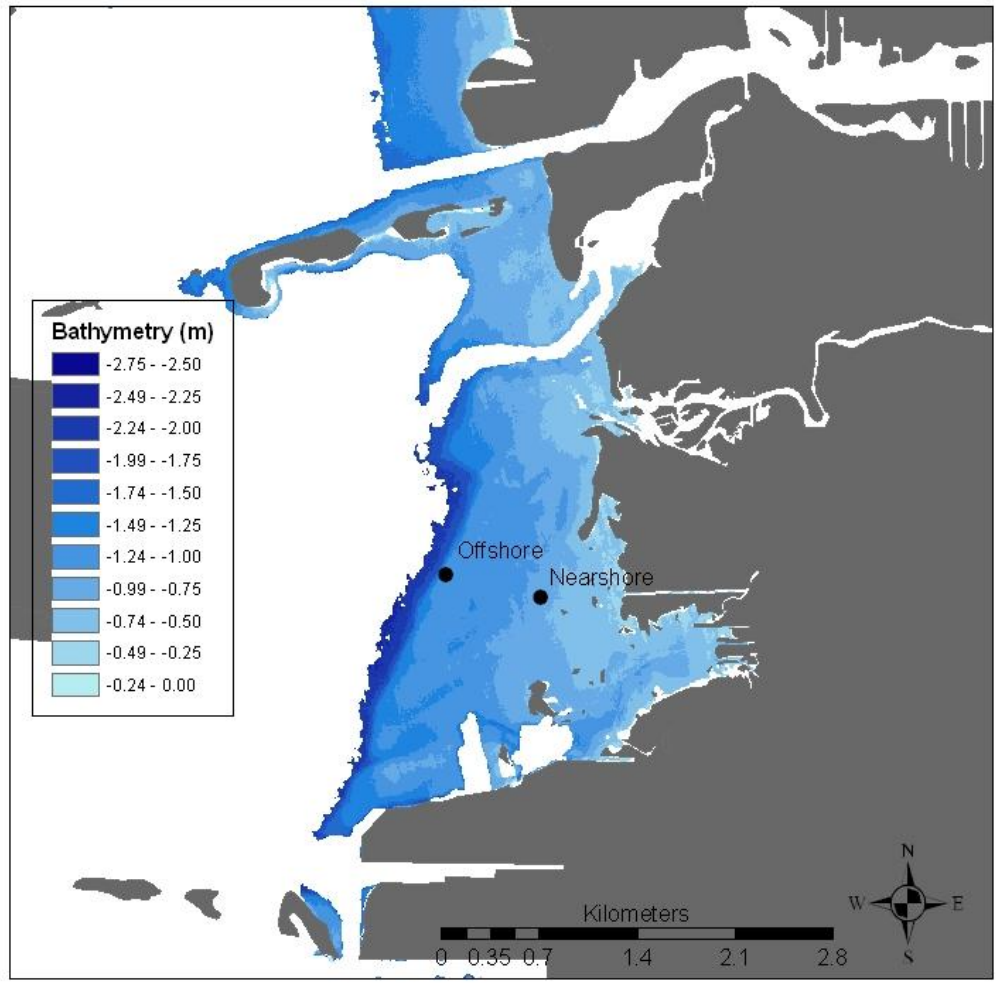 Bathymetry (m)
-2.75 - -2.50
-2.49 - -2.25
-2.24 - -2.00
-1.99 - -1.75
-1.74 - -1.50
-1.49 - -1.25
-1.24 - -1.00
-0.99 - -0.75
-0.74 - -0.50
-0.49 - -0.25
-0.24 - 0.00
Offshore
Nearshore
N
W E
S
Kilometers
0 0.35 0.7 1.4 2.1 2.8